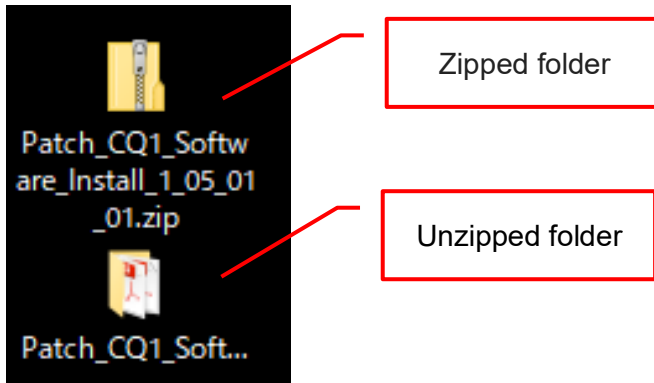 Zipped folder
Patch_CQ1_Softw
are_Install_1_05_01
_01.zip
Unzipped folder
Patch_CQ1_Soft...